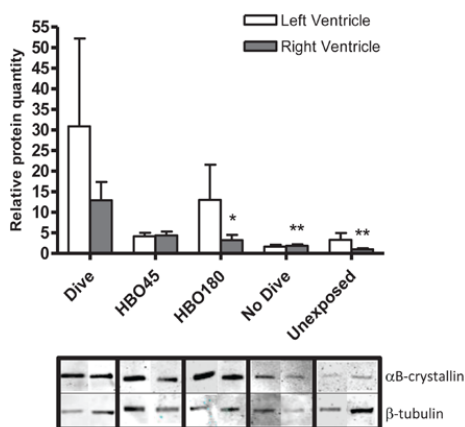 Left Ventricle
Right Ventricle
Relative protein quantity
55
50
45
40
35
30
25
20
15
10
5
0
*
**
**
Dive
HBO45
HBO180
No Dive
Unexposed
αB-crystallin
β-tubulin